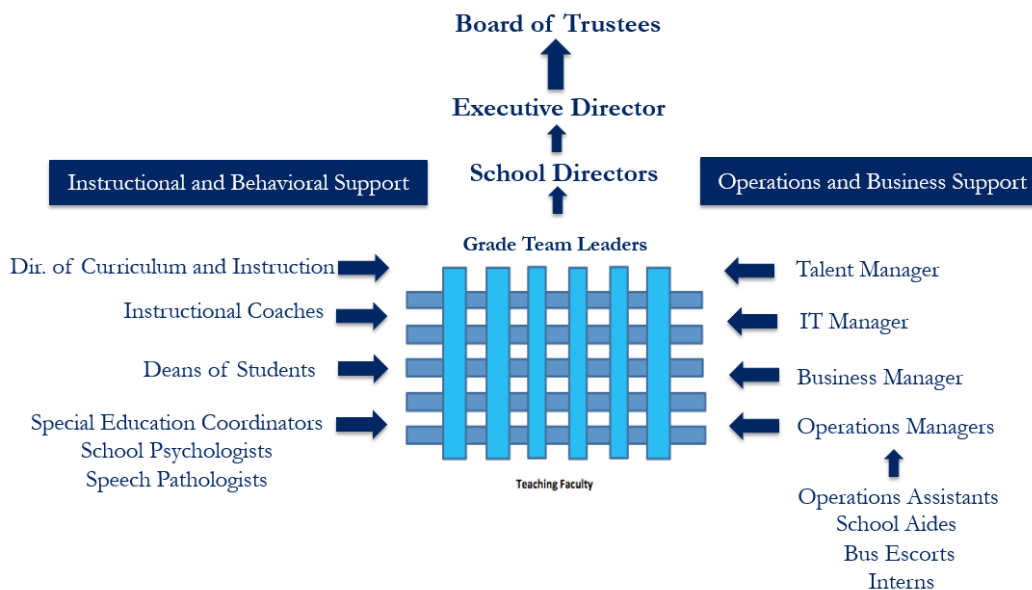 Board of Trustees
Executive Director
School Directors
Instructional and Behavioral Support
Operations and Business Support
Grade Team Leaders
Dir. of Curriculum and Instruction
Instructional Coaches
Deans of Students
Special Education Coordinators
School Psychologists
Speech Pathologists
Talent Manager
IT Manager
Business Manager
Operations Managers
Operations Assistants
School Aides
Bus Escorts
Interns
Teaching Faculty